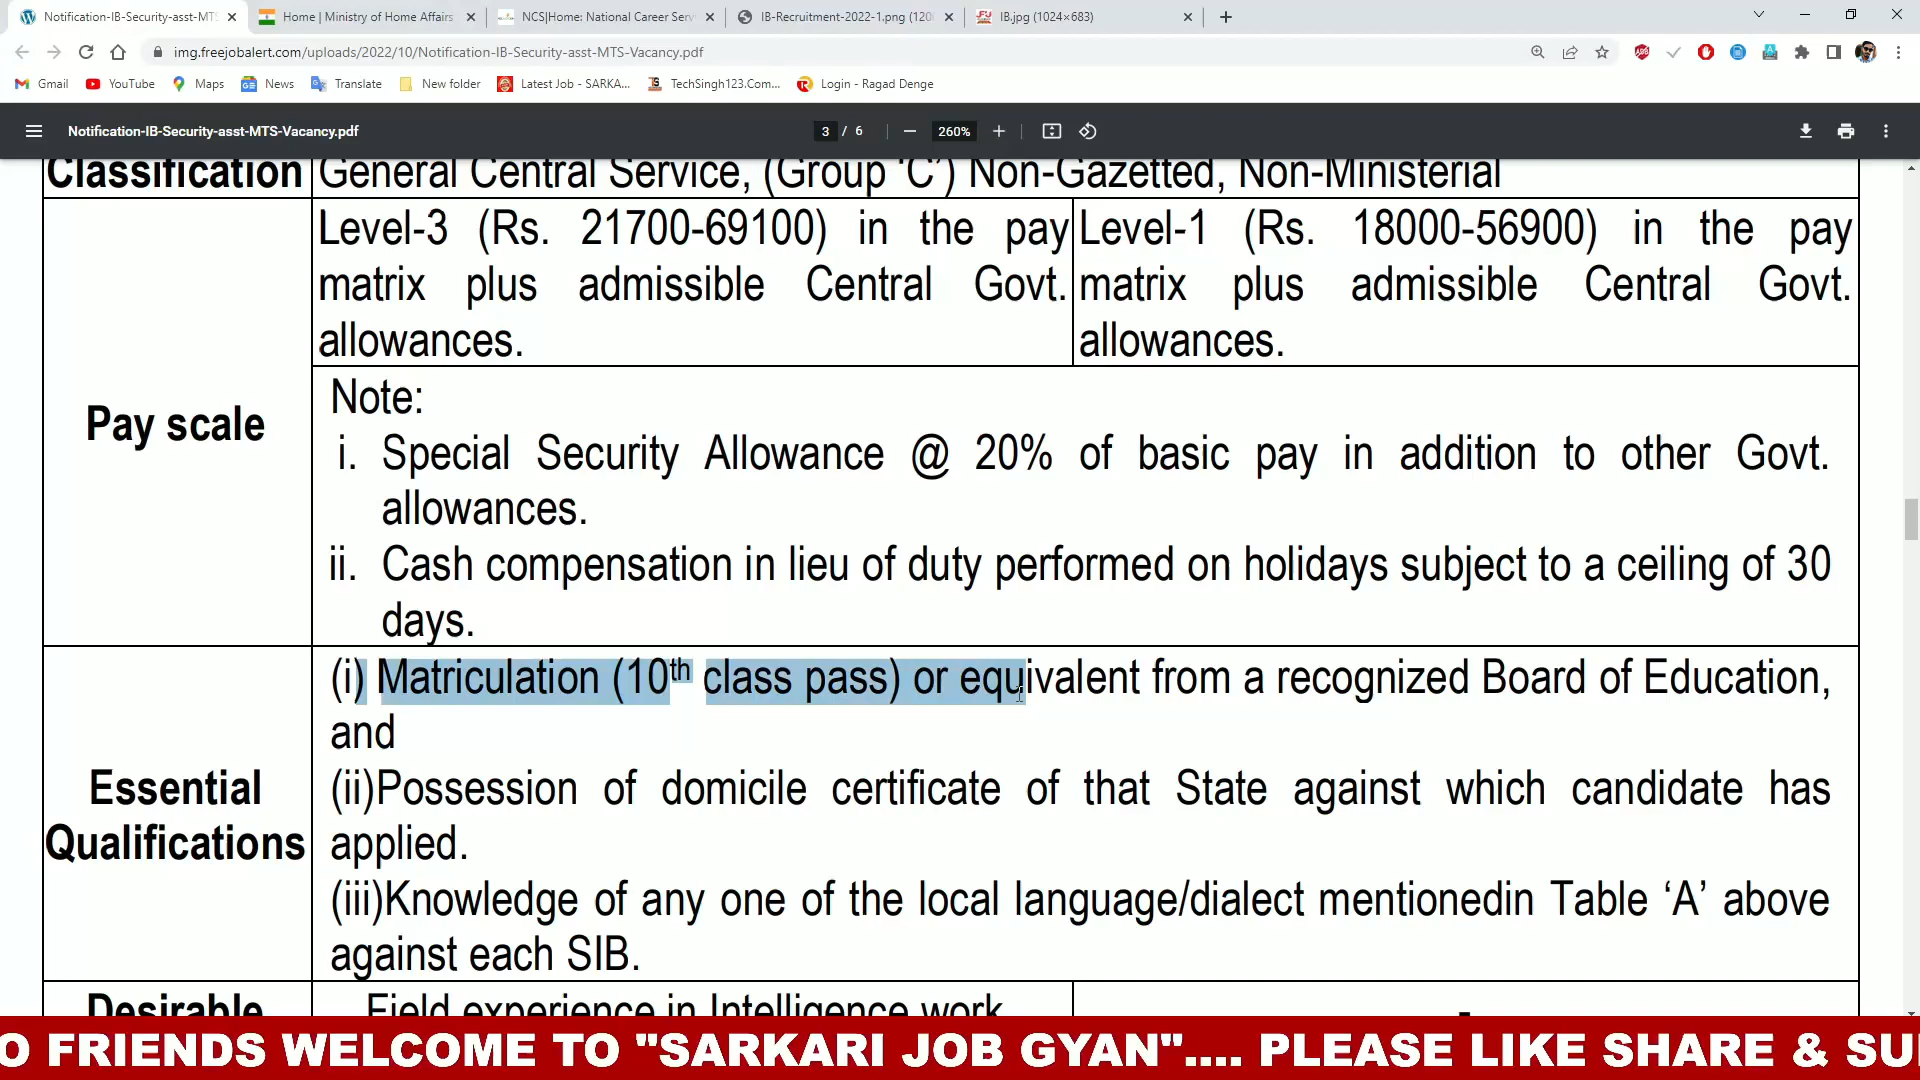 Notification-IB-Security-asst-MTS
Home | Ministry of Home Affairs
NCS|Home: National Career Serv
IB-Recruitment-2022-1.png (120
IB.jpg (1024×683)
img.freejobalert.com/uploads/2022/10/Notification-IB-Security-asst-MTS-Vacancy.pdf
Gmail
YouTube
Maps
News
Translate
New folder
Latest Job - SARKA...
TechSingh123.Com...
Login - Ragad Denge
Notification-IB-Security-asst-MTS-Vacancy.pdf
3 / 6
260%
Classification
General Central Service, (Group ‘C’) Non-Gazetted, Non-Ministerial
Pay scale
Level-3 (Rs. 21700-69100) in the pay
matrix plus admissible Central Govt.
allowances.
Level-1 (Rs. 18000-56900) in the pay
matrix plus admissible Central Govt.
allowances.
Note:
i. Special Security Allowance @ 20% of basic pay in addition to other Govt.
allowances.
ii. Cash compensation in lieu of duty performed on holidays subject to a ceiling of 30
days.
Essential
Qualifications
(i) Matriculation (10th class pass) or equivalent from a recognized Board of Education,
and
(ii)Possession of domicile certificate of that State against which candidate has
applied.
(iii)Knowledge of any one of the local language/dialect mentionedin Table ‘A’ above
against each SIB.
Desirable
Field experience in Intelligence work
O FRIENDS WELCOME TO "SARKARI JOB GYAN".... PLEASE LIKE SHARE & SU